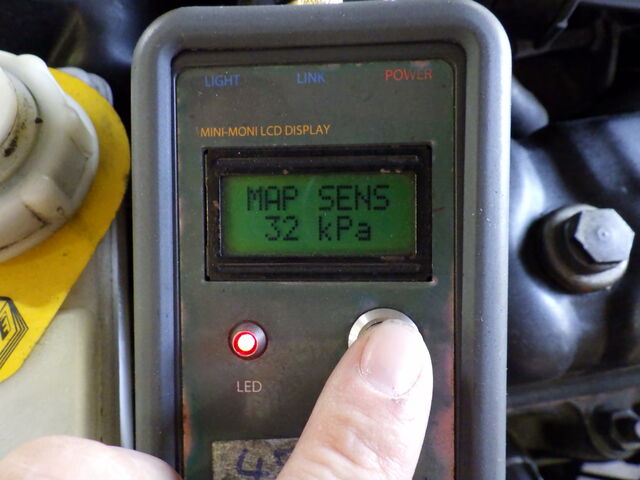 LIGHT LINK POWER
MINI-MONI LCD DISPLAY
MAP SENS
32 kPa
LED